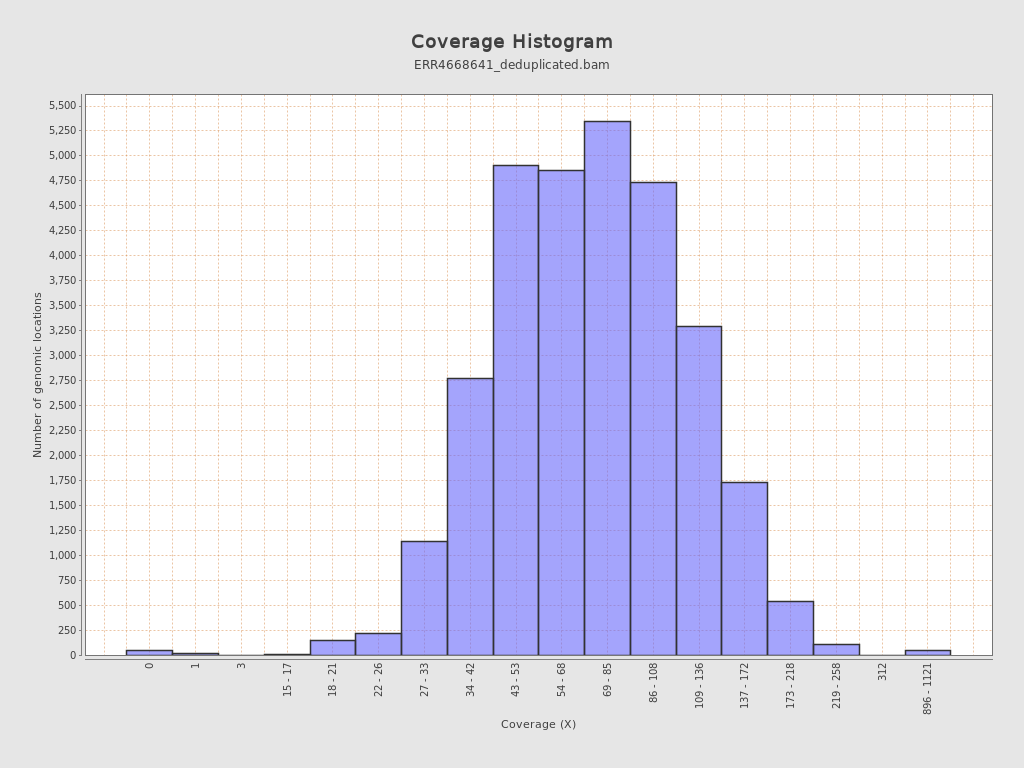 Coverage Histogram
ERR4668641_deduplicated.bam
Number of genomic locations
5,500
5,250
5,000
4,750
4,500
4,250
4,000
3,750
3,500
3,250
3,000
2,750
2,500
2,250
2,000
1,750
1,500
1,250
1,000
750
500
250
0
0
1
3
15 - 17
18 - 21
22 - 26
27 - 33
34 - 42
43 - 53
54 - 68
69 - 85
86 - 108
109 - 136
137 - 172
173 - 218
219 - 258
312
896 - 1121
Coverage (X)